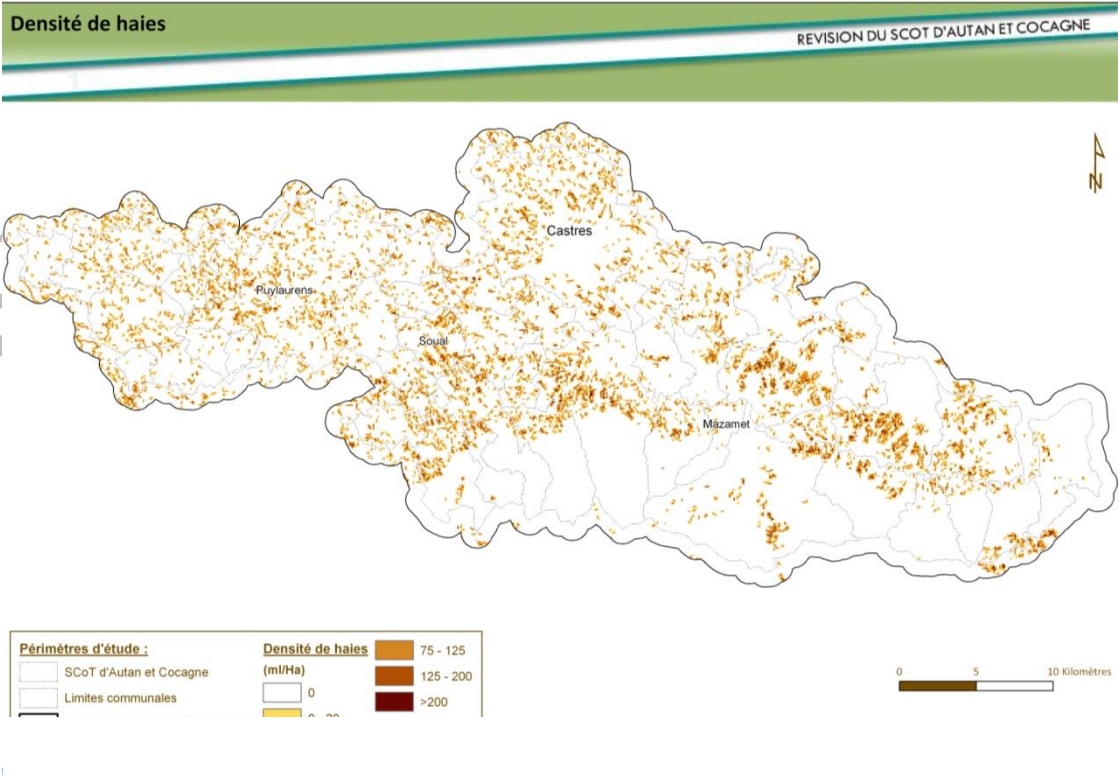 Densité de haies
REVISION DU SCOT D'AUTAN ET COCAGNE
N
Castres
Puylaurens
Soual
Mazamet
Périmètres d'étude :
SCoT d'Autan et Cocagne
Limites communales
Densité de haies
(ml/Ha)
0
75 - 125
125 - 200
>200
0 5 10 Kilomètres